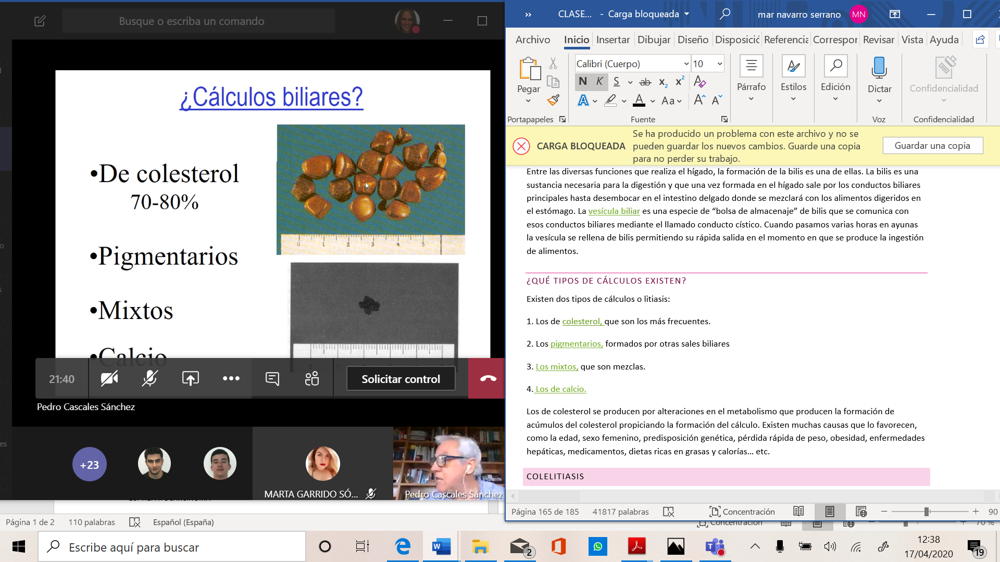 Busque o escriba un comando
¿Cálculos biliares?
•De colesterol
70-80%
•Pigmentarios
•Mixtos
•Calcio
0 1 2 3 4 5
21:40
Solicitar control
Pedro Cascales Sánchez
+23
MARTA GARRIDO SÓ...
Pedro Cascales Sánchez
Página 1 de 2
110 palabras
Español (España)
CLASE... - Carga bloqueada
mar navarro serrano
MN
Archivo Inicio Insertar Dibujar Diseño Disposició Referencia Correspor Revisar Vista Ayuda
Pegar
Portapapeles
Calibri (Cuerpo) 10
N K S ab x₂ x² A
A A Aa A A
Fuente
Párrafo
Estilos
Edición
Dictar
Voz
Confidencialidad
Confidencialidad
CARGA BLOQUEADA
Se ha producido un problema con este archivo y no se
pueden guardar los nuevos cambios. Guarde una copia
para no perder su trabajo.
Guardar una copia
Entre las diversas funciones que realiza el hígado, la formación de la bilis es una de ellas. La bilis es una
sustancia necesaria para la digestión y que una vez formada en el hígado sale por los conductos biliares
principales hasta desembocar en el intestino delgado donde se mezclará con los alimentos digeridos en
el estómago. La vesícula biliar es una especie de “bolsa de almacenaje” de bilis que se comunica con
esos conductos biliares mediante el llamado conducto cístico. Cuando pasamos varias horas en ayunas
la vesícula se rellena de bilis permitiendo su rápida salida en el momento en que se produce la ingestión
de alimentos.
¿QUÉ TIPOS DE CÁLCULOS EXISTEN?
Existen dos tipos de cálculos o litiasis:
1. Los de colesterol, que son los más frecuentes.
2. Los pigmentarios, formados por otras sales biliares
3. Los mixtos, que son mezclas.
4. Los de calcio.
Los de colesterol se producen por alteraciones en el metabolismo que producen la formación de
acúmulos del colesterol propiciando la formación del cálculo. Existen muchas causas que lo favorecen,
como la edad, sexo femenino, predisposición genética, pérdida rápida de peso, obesidad, enfermedades
hepáticas, medicamentos, dietas ricas en grasas y calorías... etc.
COLELITIASIS
Página 165 de 185
41817 palabras
Concentración
90
Concentración
70 %
Escribe aquí para buscar
2
12:38
17/04/2020
19